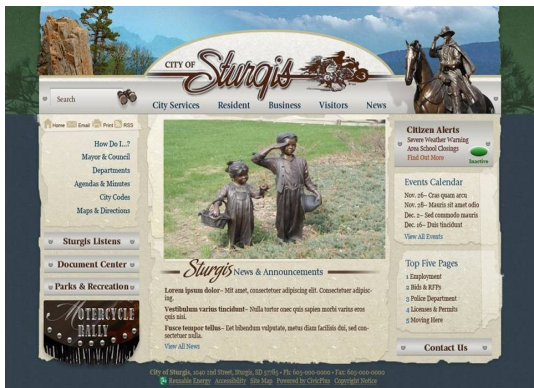 CITY OF
Sturgis
Search
City Services Resident Business Visitors News
Home Email Print RSS
How Do I...?
Mayor & Council
Departments
Agendas & Minutes
City Codes
Maps & Directions
Sturgis Listens
Document Center
Parks & Recreation
Motorcycle
Rally
Sturgis News & Announcements
Lorem ipsum dolor– Mit amet, consectetuer adipiscing elit. Consectetuer adipisc-
ing.
Vestibulum varius tincidunt– Nulla tortor onec quis sapien morbi varius eros
quis nisi.
Fusce tempor tellus– Eet bibendum vulputate, metu diam facilisis dui, sed con-
sectetuer nulla.
View All News
Citizen Alerts
Severe Weather Warning
Area School Closings
Find Out More
Inactive
Events Calendar
Nov. 26– Cras quam arcu
Nov. 28– Mauris sit amet odio
Dec. 2– Sed commodo mauris
Dec. 16– Duis tincidunt
View All Events
Top Five Pages
1 Employment
2 Bids & RFPs
3 Police Department
4 Licenses & Permits
5 Moving Here
Contact Us
City of Sturgis, 1040 2nd Street, Sturgis, SD 57785 • Ph: 605-000-0000 • Fax: 605-000-0000
Reusable Energy Accessibility Site Map Powered by CivicPlus Copyright Notice